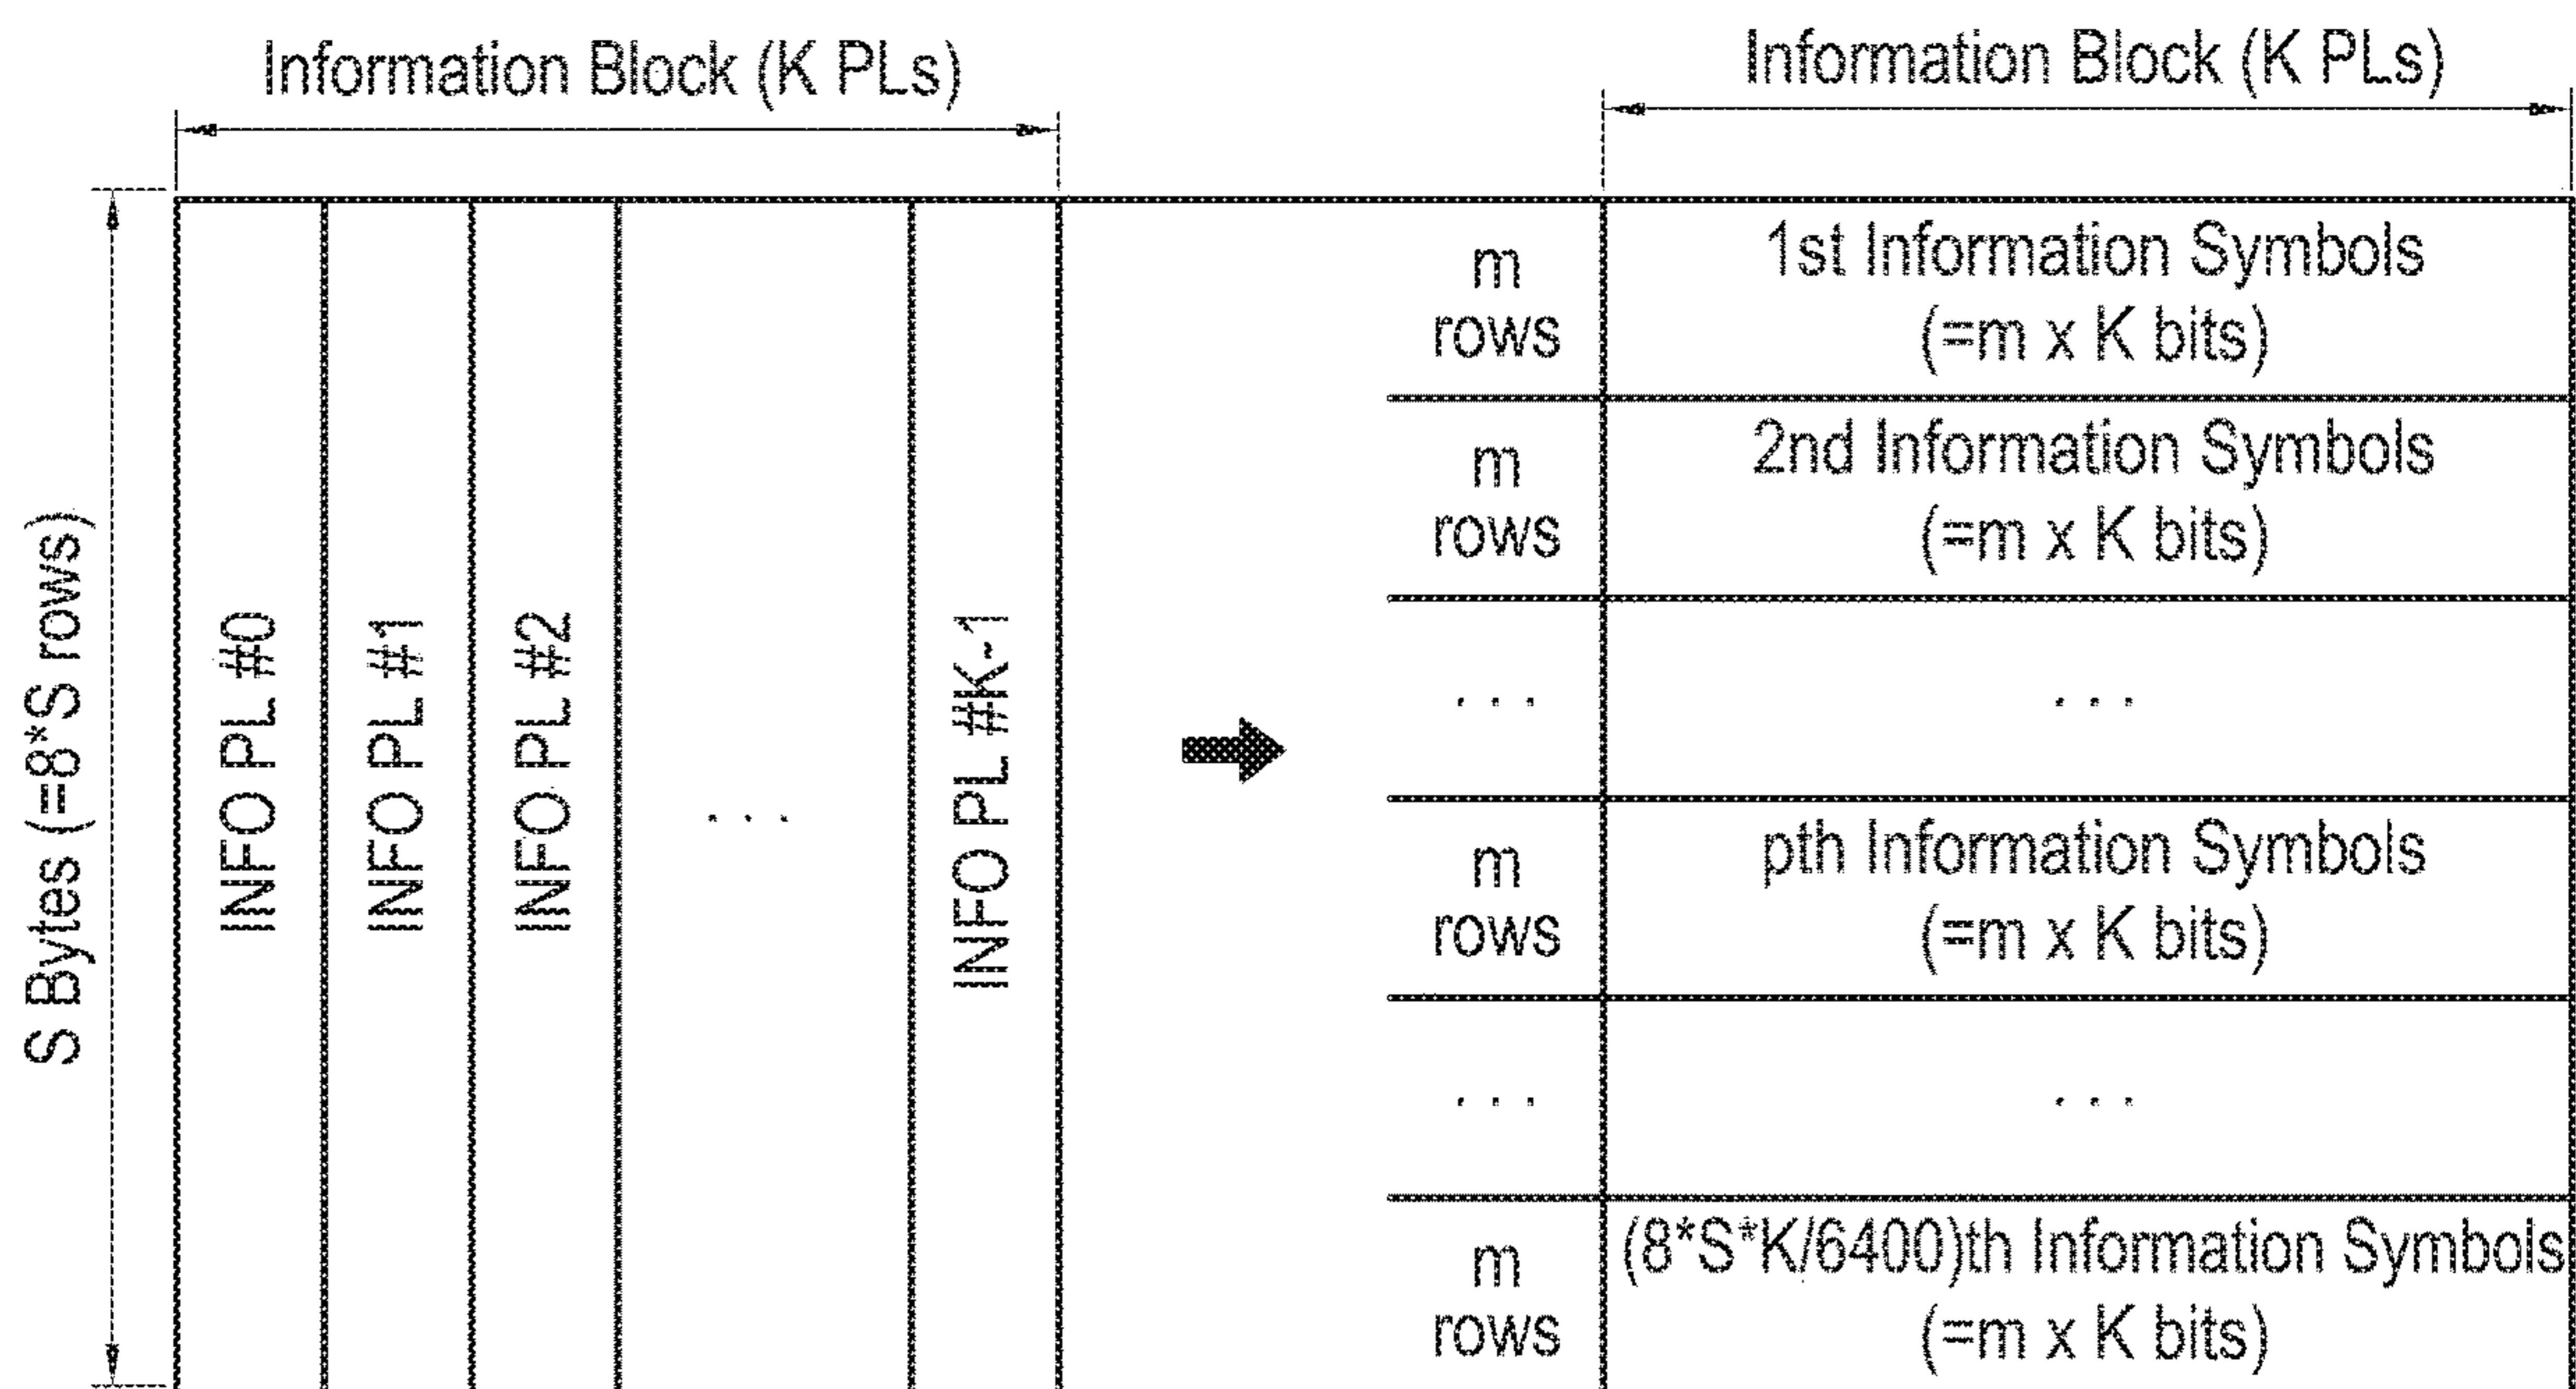 Information Block (K PLs)
S Bytes (=8*S rows)
INFO PL #0
INFO PL #1
INFO PL #2
. . .
INFO PL #K-1
Information Block (K PLs)
m
rows
1st Information Symbols
(=m x K bits)
m
rows
2nd Information Symbols
(=m x K bits)
. . .
. . .
m
rows
pth Information Symbols
(=m x K bits)
. . .
. . .
m
rows
(8*S*K/6400)th Information Symbols
(=m x K bits)